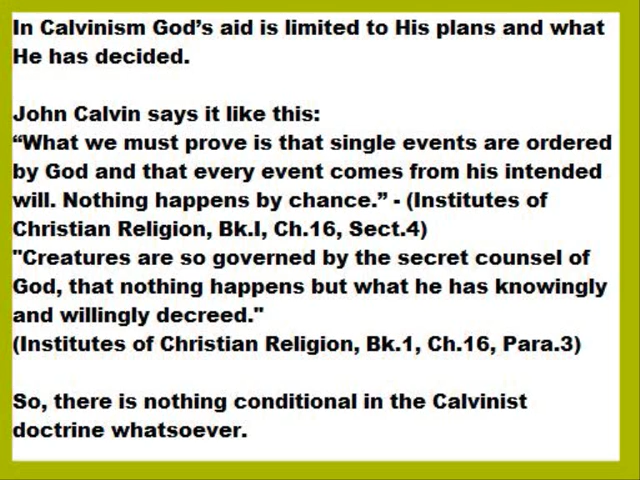 In Calvinism God’s aid is limited to His plans and what
He has decided.
John Calvin says it like this:
“What we must prove is that single events are ordered
by God and that every event comes from his intended
will. Nothing happens by chance.” - (Institutes of
Christian Religion, Bk.I, Ch.16, Sect.4)
"Creatures are so governed by the secret counsel of
God, that nothing happens but what he has knowingly
and willingly decreed."
(Institutes of Christian Religion, Bk.1, Ch.16, Para.3)
So, there is nothing conditional in the Calvinist
doctrine whatsoever.